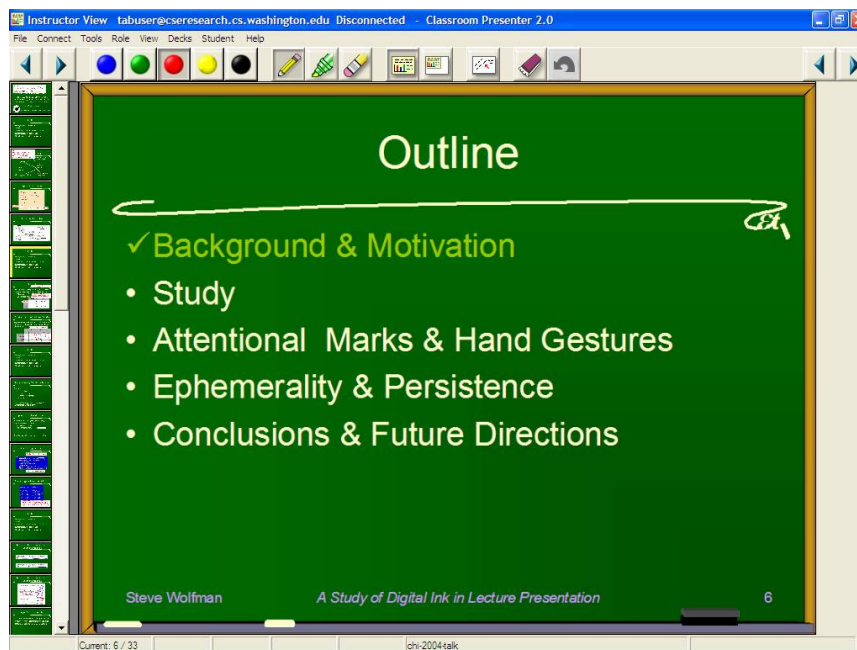 Instructor View tabuser@cseresearch.cs.washington.edu Disconnected - Classroom Presenter 2.0
File Connect Tools Role View Decks Student Help
Outline
✓Background & Motivation
• Study
• Attentional Marks & Hand Gestures
• Ephemerality & Persistence
• Conclusions & Future Directions
Steve Wolfman A Study of Digital Ink in Lecture Presentation 6
Current: 6 / 33 chi-2004-talk